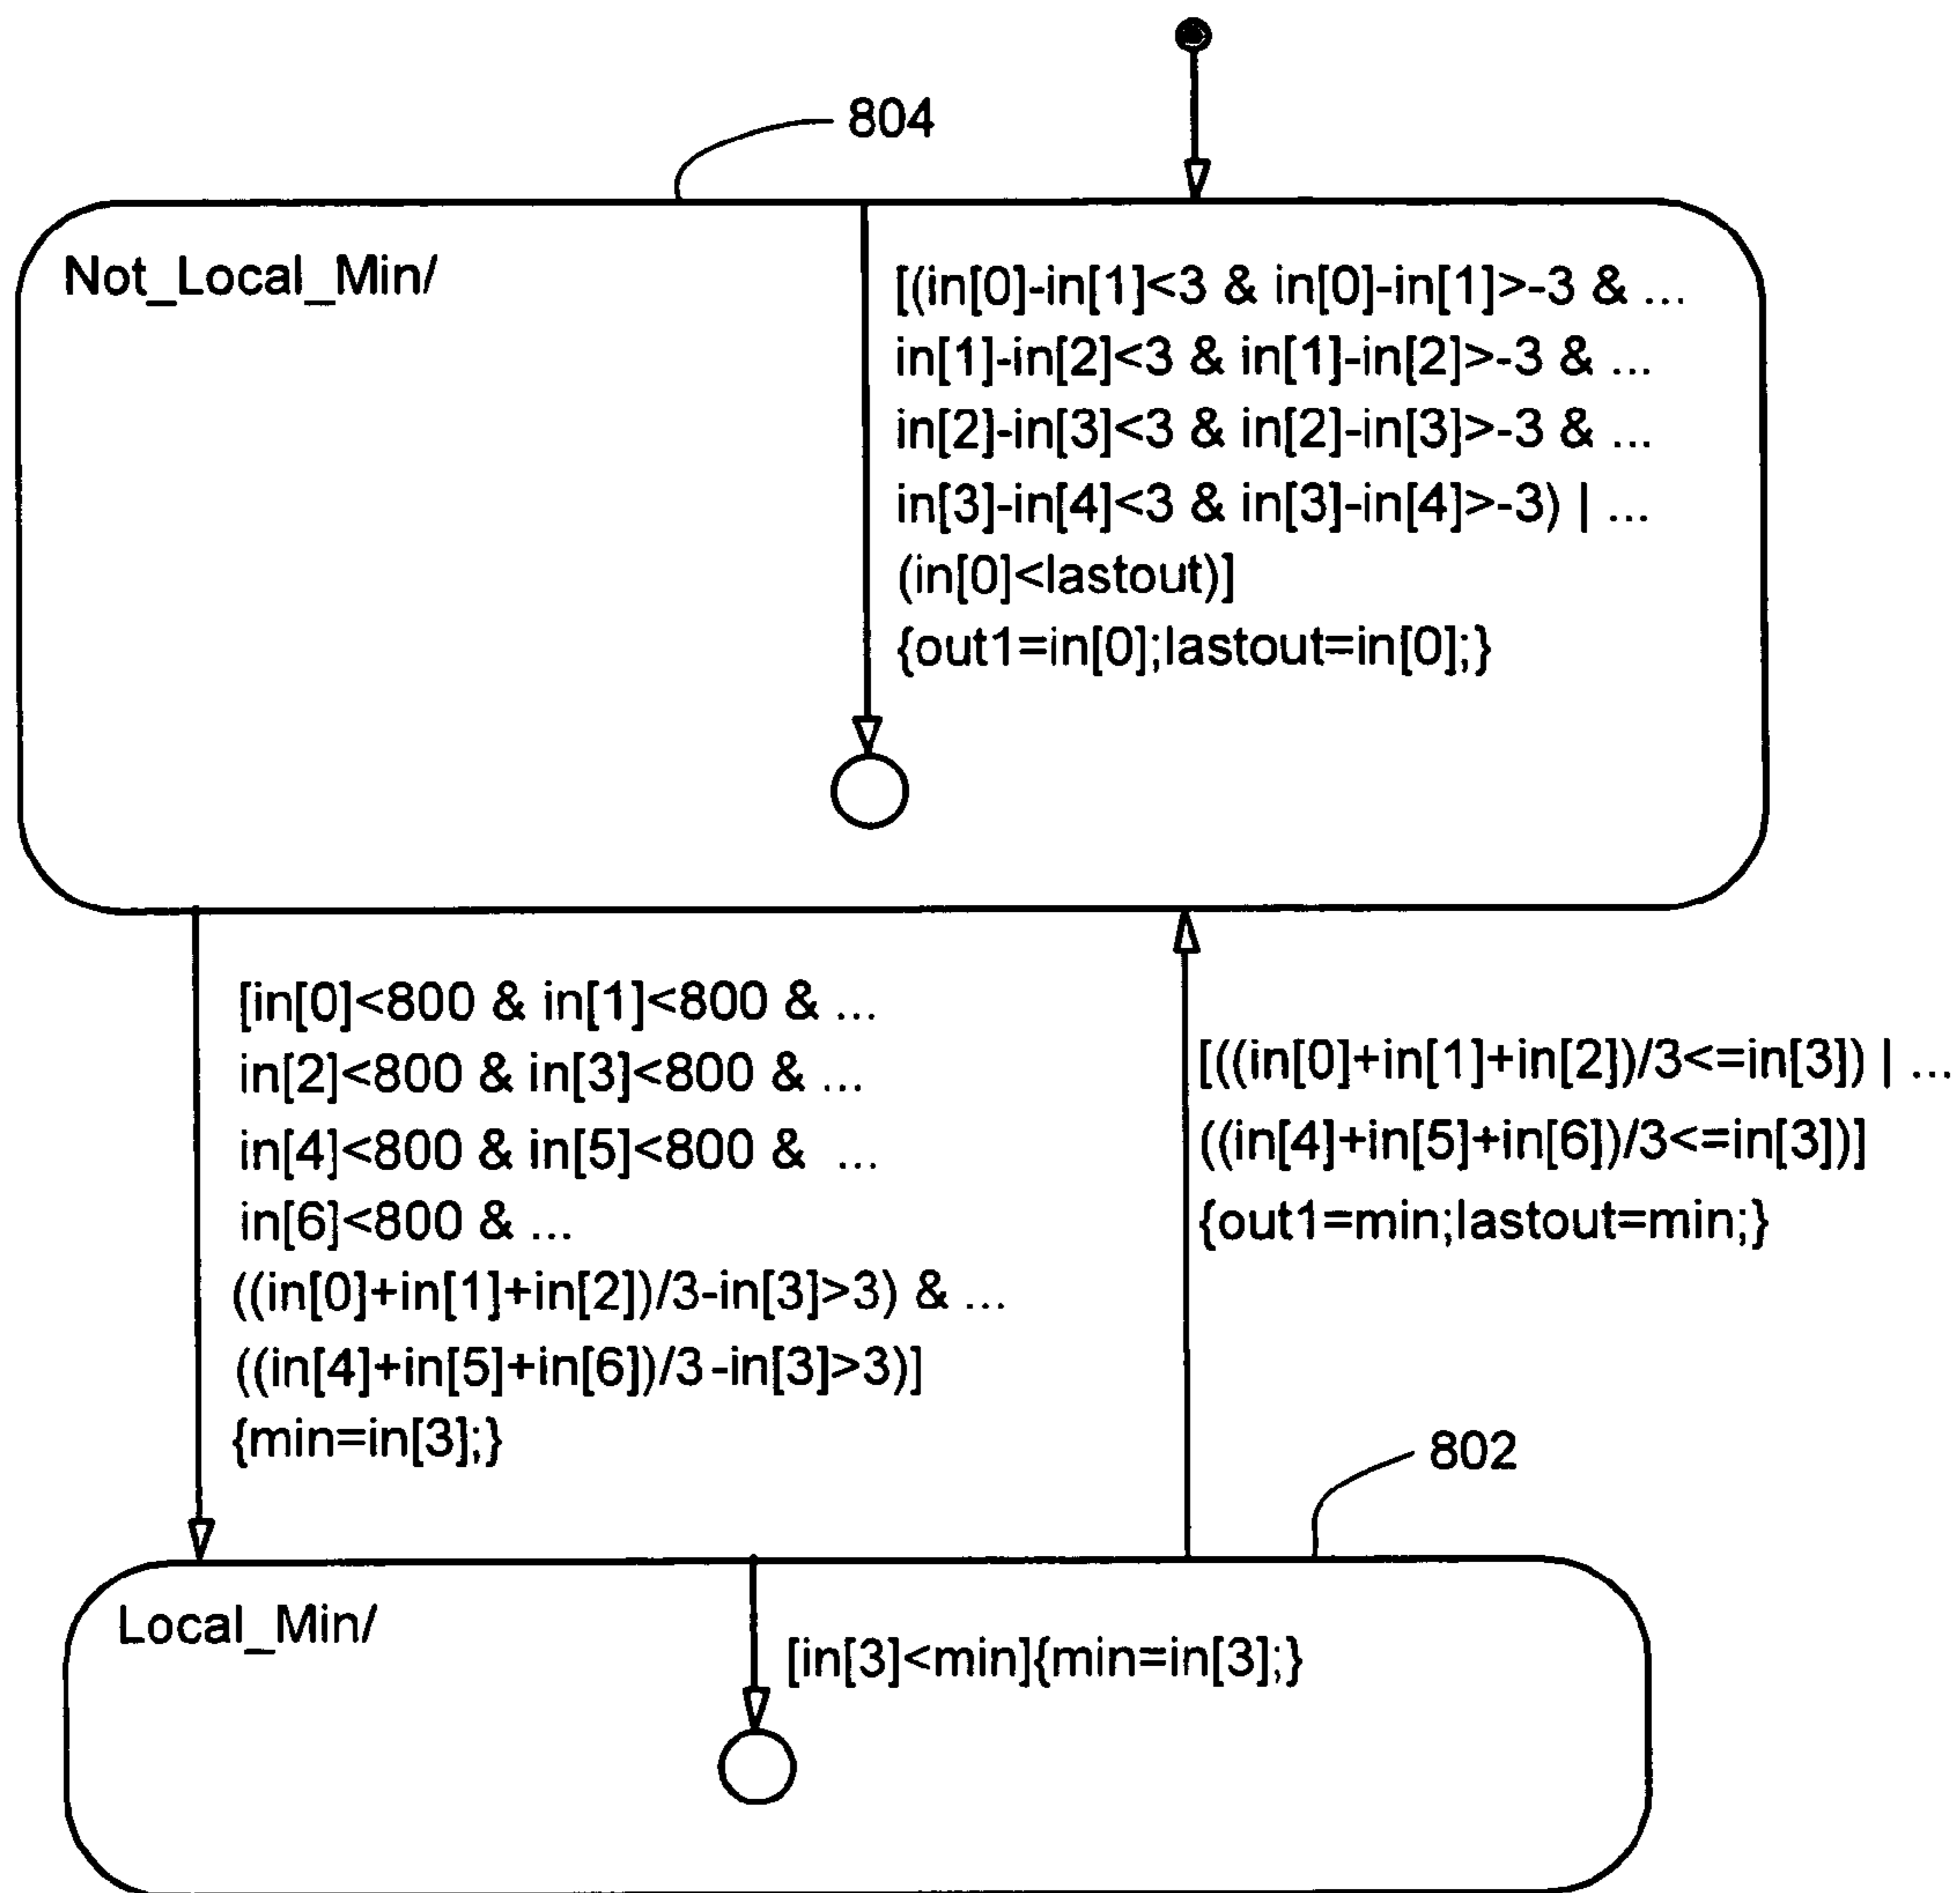 804
Not_Local_Min/
[(in[0]-in[1]<3 & in[0]-in[1]>-3 & ...
in[1]-in[2]<3 & in[1]-in[2]>-3 & ...
in[2]-in[3]<3 & in[2]-in[3]>-3 & ...
in[3]-in[4]<3 & in[3]-in[4]>-3) | ...
(in[0]<lastout)]
{out1=in[0];lastout=in[0];}
[in[0]<800 & in[1]<800 & ...
in[2]<800 & in[3]<800 & ...
in[4]<800 & in[5]<800 & ...
in[6]<800 & ...
((in[0]+in[1]+in[2])/3-in[3]>3) & ...
((in[4]+in[5]+in[6])/3-in[3]>3)]
{min=in[3];}
[((in[0]+in[1]+in[2])/3<=in[3]) | ...
((in[4]+in[5]+in[6])/3<=in[3])]
{out1=min;lastout=min;}
802
Local_Min/
[in[3]<min]{min=in[3];}